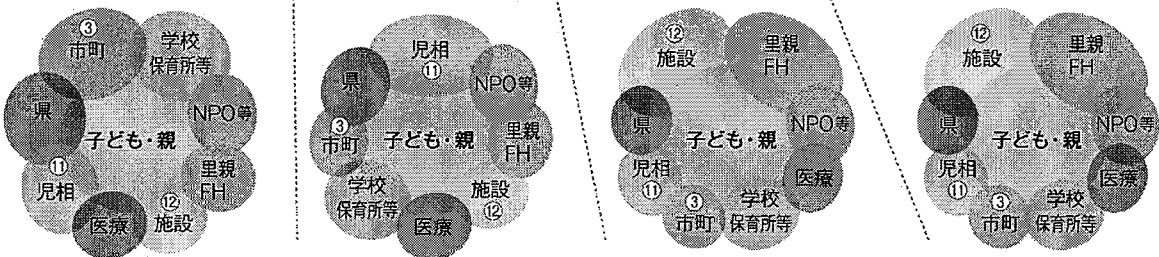 ③
市町
学校
保育所等
県
NPO等
子ども・親
⑪
児相
里親
FH
医療
⑫
施設
児相
⑪
県
NPO等
③
市町
子ども・親
里親
FH
学校
保育所等
施設
⑫
医療
⑫
施設
里親
FH
県
NPO等
子ども・親
児相
⑪
医療
③
市町
学校
保育所等
⑫
施設
里親
FH
県
NPO等
子ども・親
児相
⑪
医療
③
市町
学校
保育所等